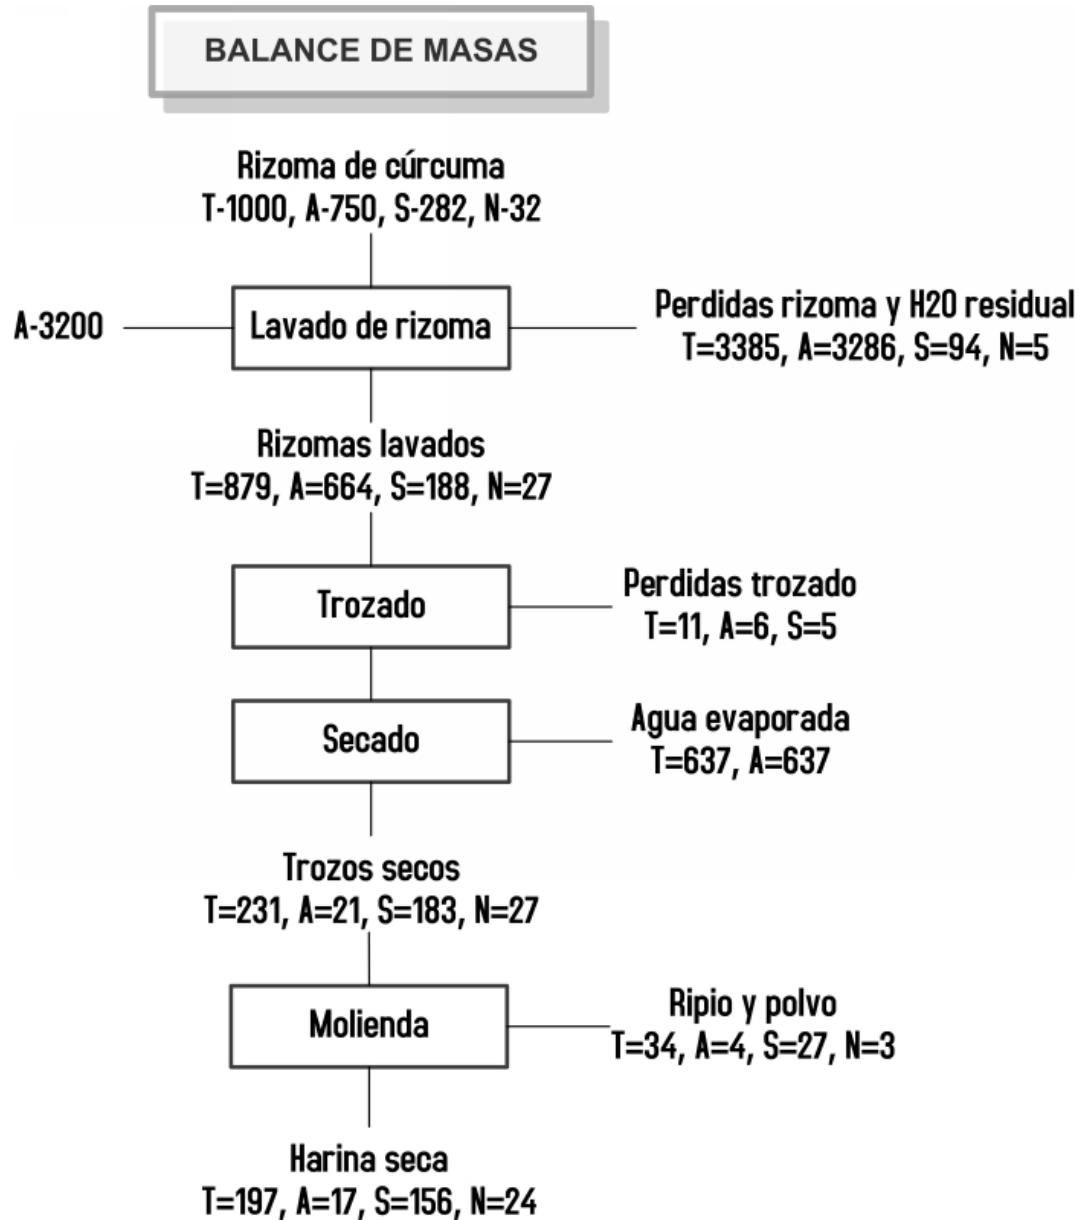 BALANCE DE MASAS
Rizoma de cúrcuma
T-1000, A-750, S-282, N-32
A-3200
Lavado de rizoma
Perdidas rizoma y H20 residual
T=3385, A=3286, S=94, N=5
Rizomas lavados
T=879, A=664, S=188, N=27
Trozado
Perdidas trozado
T=11, A=6, S=5
Secado
Agua evaporada
T=637, A=637
Trozos secos
T=231, A=21, S=183, N=27
Molienda
Ripio y polvo
T=34, A=4, S=27, N=3
Harina seca
T=197, A=17, S=156, N=24